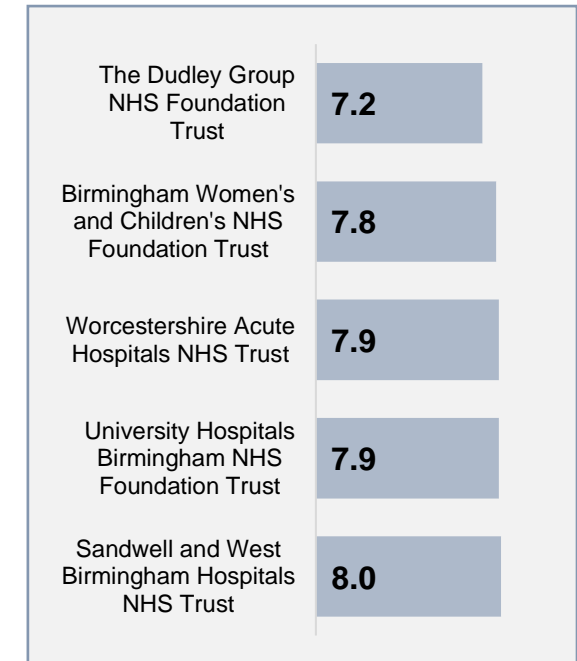 The Dudley Group
NHS Foundation
Trust
7.2
Birmingham Women's
and Children's NHS
Foundation Trust
7.8
Worcestershire Acute
Hospitals NHS Trust
7.9
University Hospitals
Birmingham NHS
Foundation Trust
7.9
Sandwell and West
Birmingham Hospitals
NHS Trust
8.0